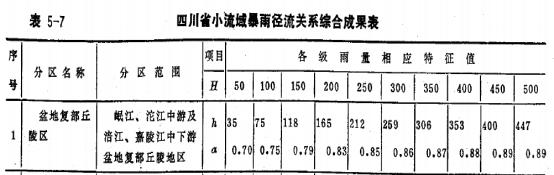 表 5-7 四川省小流域暴雨径流关系综合成果表
序号 分区名称 分区范围 项目 各级雨量相应特征值
H 50 100 150 200 250 300 350 400 450 500
1 盆地复部丘陵区 岷江、沱江中游及涪江、嘉陵江中下游盆地复部丘陵地区 h 35 75 118 165 212 259 306 353 400 447
α 0.70 0.75 0.79 0.83 0.85 0.86 0.87 0.88 0.89 0.89